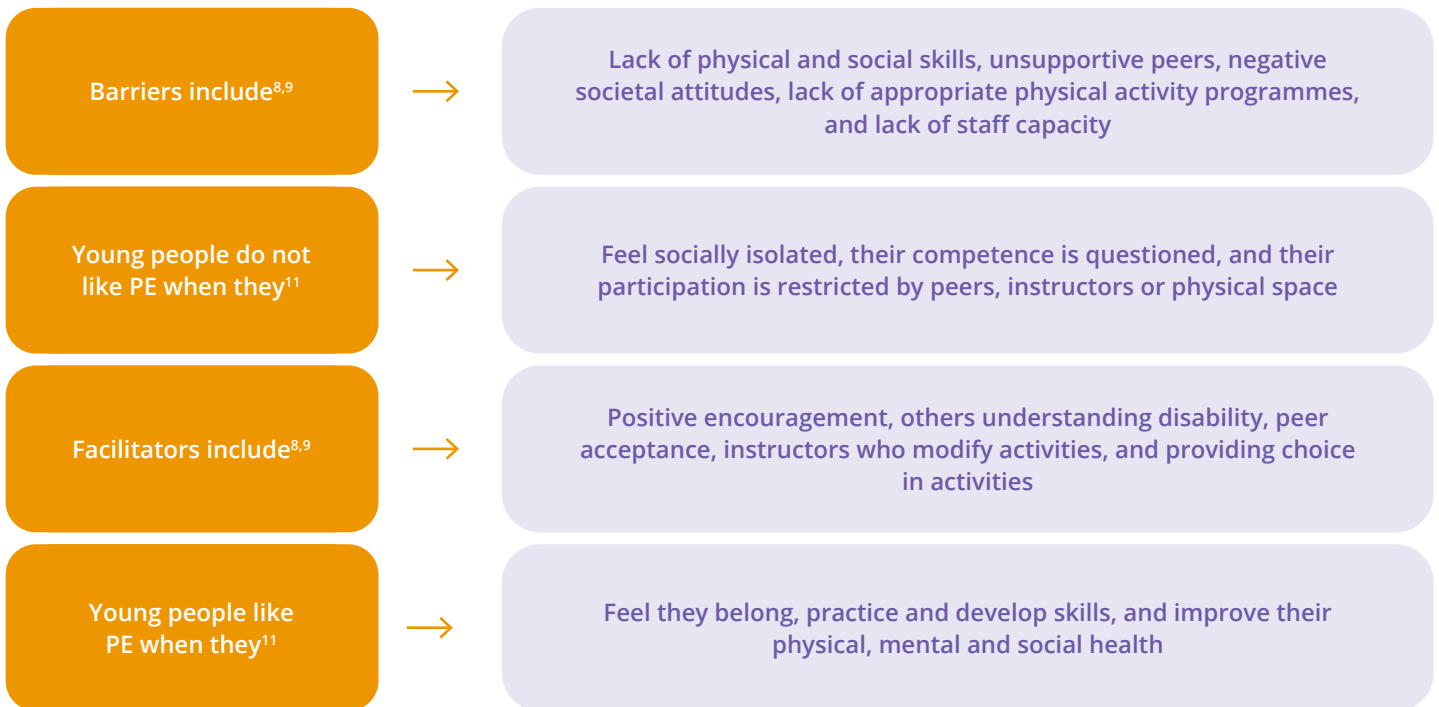 Barriers include8,9
Lack of physical and social skills, unsupportive peers, negative
societal attitudes, lack of appropriate physical activity programmes,
and lack of staff capacity
Young people do not
like PE when they11
Feel socially isolated, their competence is questioned, and their
participation is restricted by peers, instructors or physical space
Facilitators include8,9
Positive encouragement, others understanding disability, peer
acceptance, instructors who modify activities, and providing choice
in activities
Young people like
PE when they11
Feel they belong, practice and develop skills, and improve their
physical, mental and social health